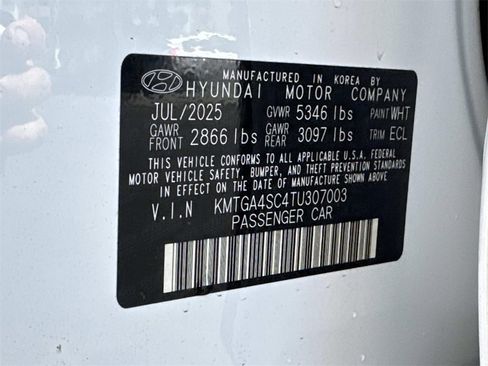 MANUFACTURED IN KOREA BY
HYUNDAI MOTOR COMPANY
JUL/2025 GVWR 5346 lbs PAINT WHT
GAWR FRONT 2866 lbs GAWR REAR 3097 lbs TRIM ECL
THIS VEHICLE CONFORMS TO ALL APPLICABLE U.S.A. FEDERAL
MOTOR VEHICLE SAFETY, BUMPER, AND THEFT PREVENTION STANDARDS
IN EFFECT ON THE DATE OF MANUFACTURE SHOWN ABOVE.
V.I.N KMTGA4SC4TU307003
PASSENGER CAR